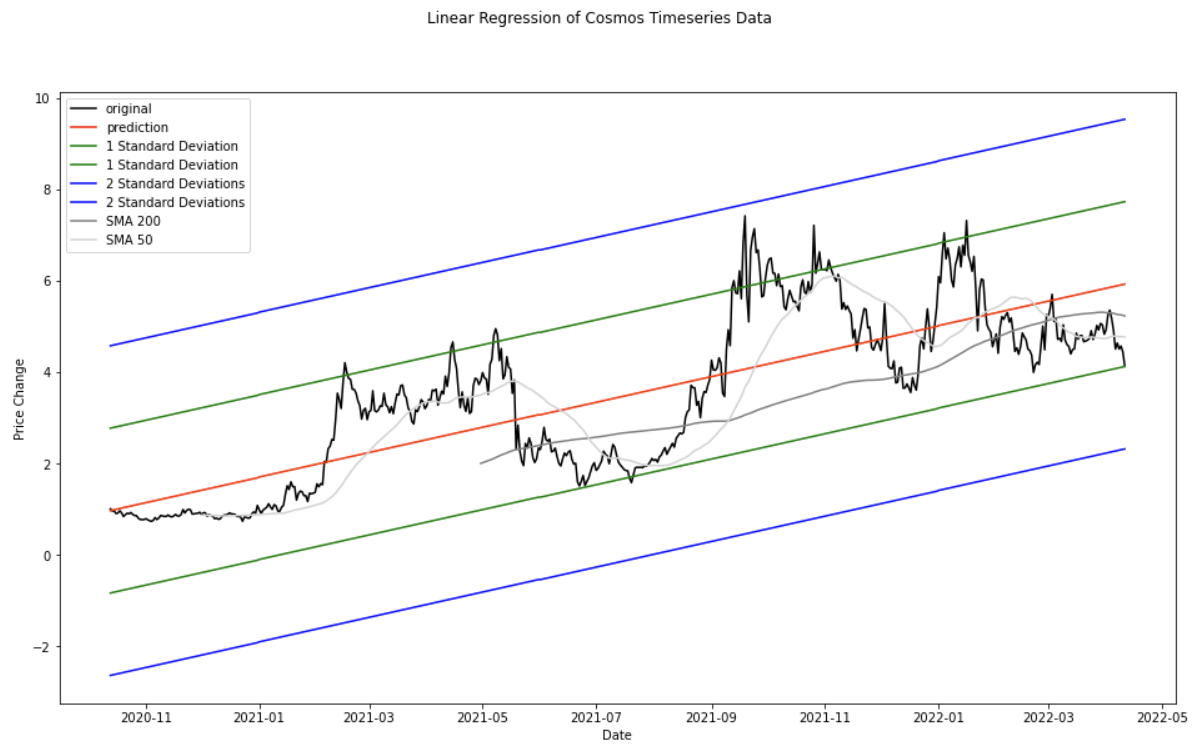 Linear Regression of Cosmos Timeseries Data
original
prediction
1 Standard Deviation
1 Standard Deviation
2 Standard Deviations
2 Standard Deviations
SMA 200
SMA 50
Price Change
10
8
6
4
2
0
−2
2020-11 2021-01 2021-03 2021-05 2021-07 2021-09 2021-11 2022-01 2022-03 2022-05
Date